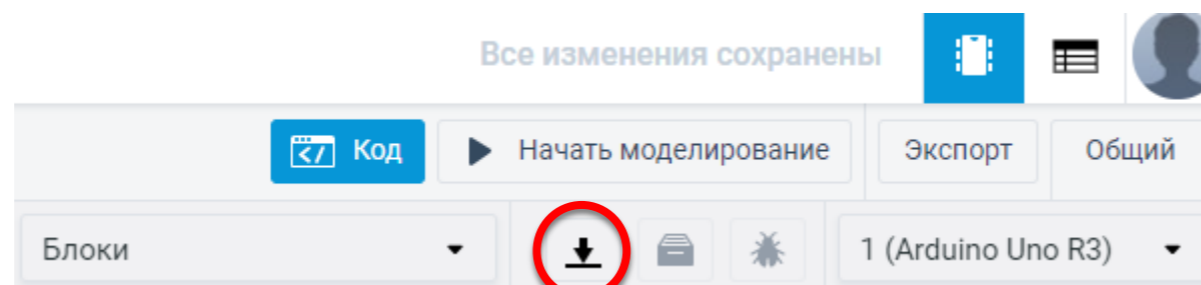 Все изменения сохранены
Код Начать моделирование Экспорт Общий
Блоки 1 (Arduino Uno R3)